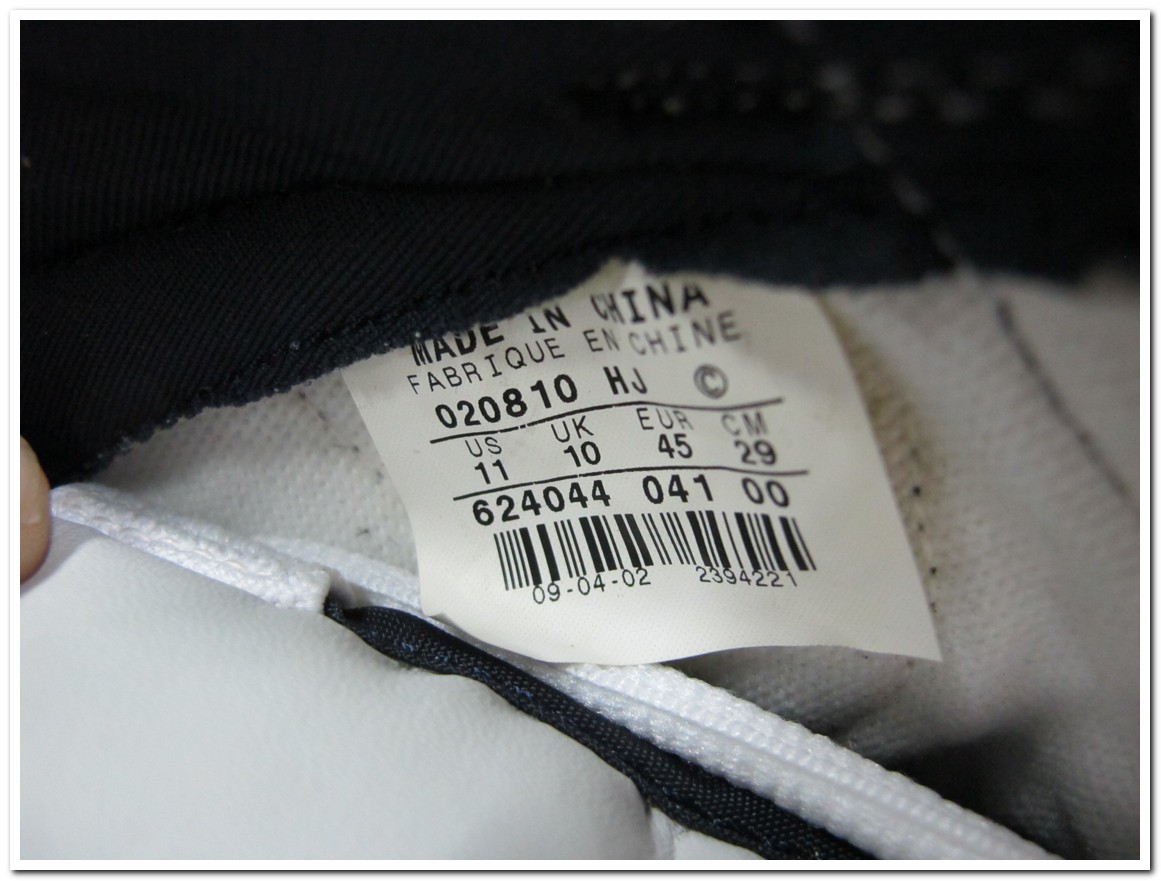 MADE IN CHINA
FABRIQUE EN CHINE
020810 HJ ©
US UK EUR CM
11 10 45 29
624044 041 00
09-04-02 2394221